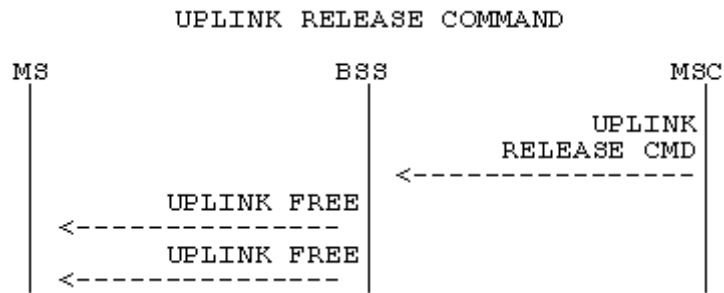 UPLINK RELEASE COMMAND
MS BSS MSC
UPLINK
RELEASE CMD
UPLINK FREE
UPLINK FREE